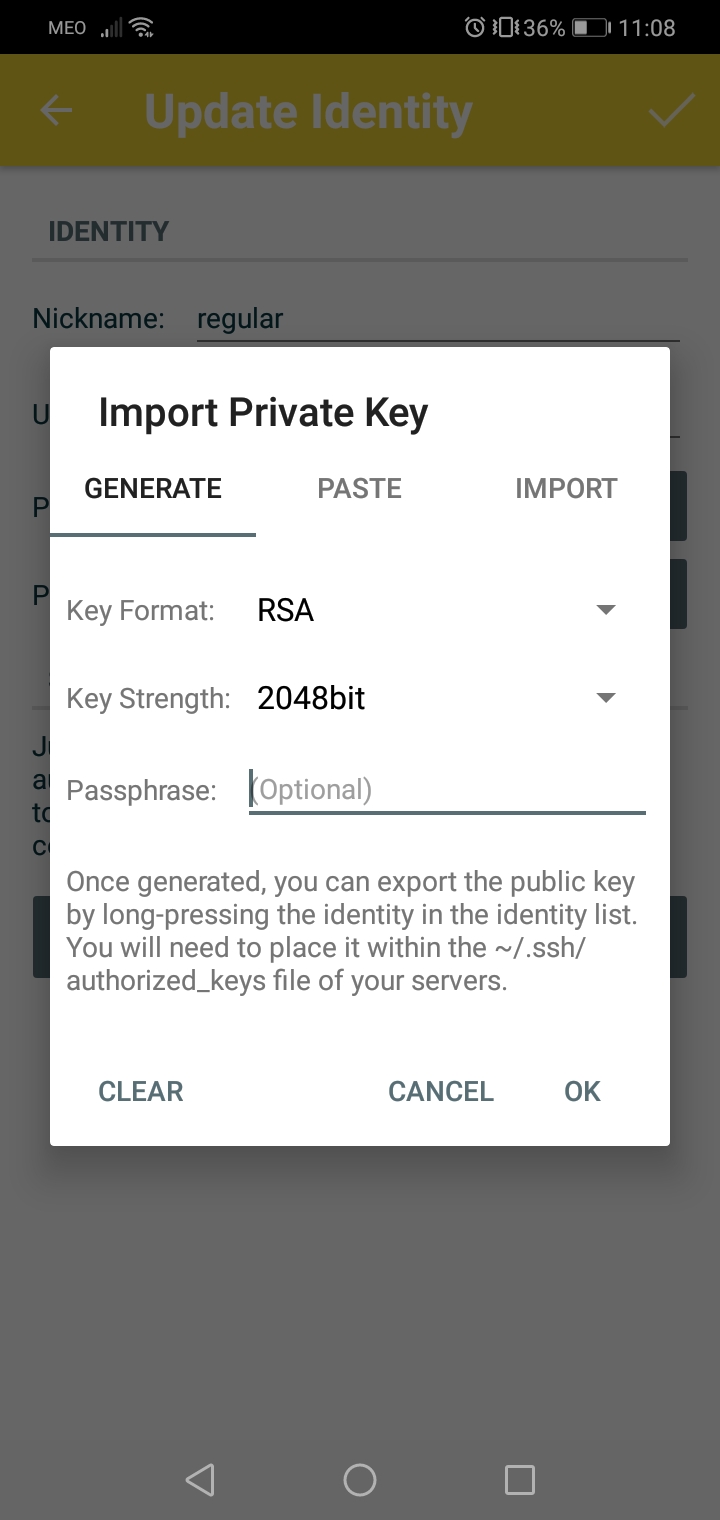 MEO 36% 11:08
Update Identity
IDENTITY
Nickname: regular
Import Private Key
GENERATE PASTE IMPORT
Key Format: RSA
Key Strength: 2048bit
Passphrase: (Optional)
Once generated, you can export the public key
by long-pressing the identity in the identity list.
You will need to place it within the ~/.ssh/
authorized_keys file of your servers.
CLEAR CANCEL OK